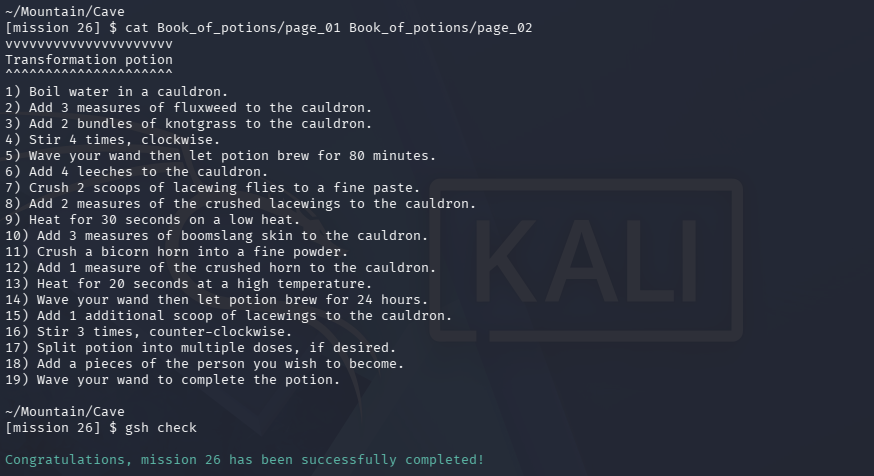 ~/Mountain/Cave
[mission 26] $ cat Book_of_potions/page_01 Book_of_potions/page_02
vvvvvvvvvvvvvvvvvvvvv
Transformation potion
^^^^^^^^^^^^^^^^^^^^^
1) Boil water in a cauldron.
2) Add 3 measures of fluxweed to the cauldron.
3) Add 2 bundles of knotgrass to the cauldron.
4) Stir 4 times, clockwise.
5) Wave your wand then let potion brew for 80 minutes.
6) Add 4 leeches to the cauldron.
7) Crush 2 scoops of lacewing flies to a fine paste.
8) Add 2 measures of the crushed lacewings to the cauldron.
9) Heat for 30 seconds on a low heat.
10) Add 3 measures of boomslang skin to the cauldron.
11) Crush a bicorn horn into a fine powder.
12) Add 1 measure of the crushed horn to the cauldron.
13) Heat for 20 seconds at a high temperature.
14) Wave your wand then let potion brew for 24 hours.
15) Add 1 additional scoop of lacewings to the cauldron.
16) Stir 3 times, counter-clockwise.
17) Split potion into multiple doses, if desired.
18) Add a pieces of the person you wish to become.
19) Wave your wand to complete the potion.
~/Mountain/Cave
[mission 26] $ gsh check
Congratulations, mission 26 has been successfully completed!
KALI